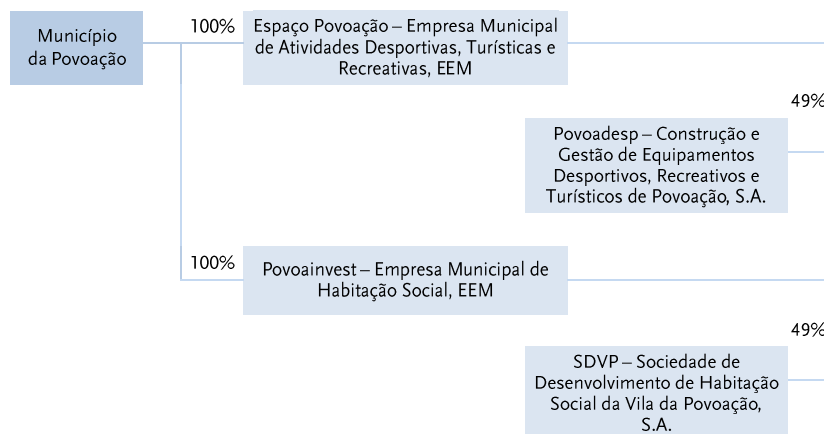 Município
da Povoação
100%
Espaço Povoação – Empresa Municipal
de Atividades Desportivas, Turísticas e
Recreativas, EEM
49%
Povoadesp – Construção e
Gestão de Equipamentos
Desportivos, Recreativos e
Turísticos de Povoação, S.A.
100%
Povoainvest – Empresa Municipal de
Habitação Social, EEM
49%
SDVP – Sociedade de
Desenvolvimento de Habitação
Social da Vila da Povoação,
S.A.